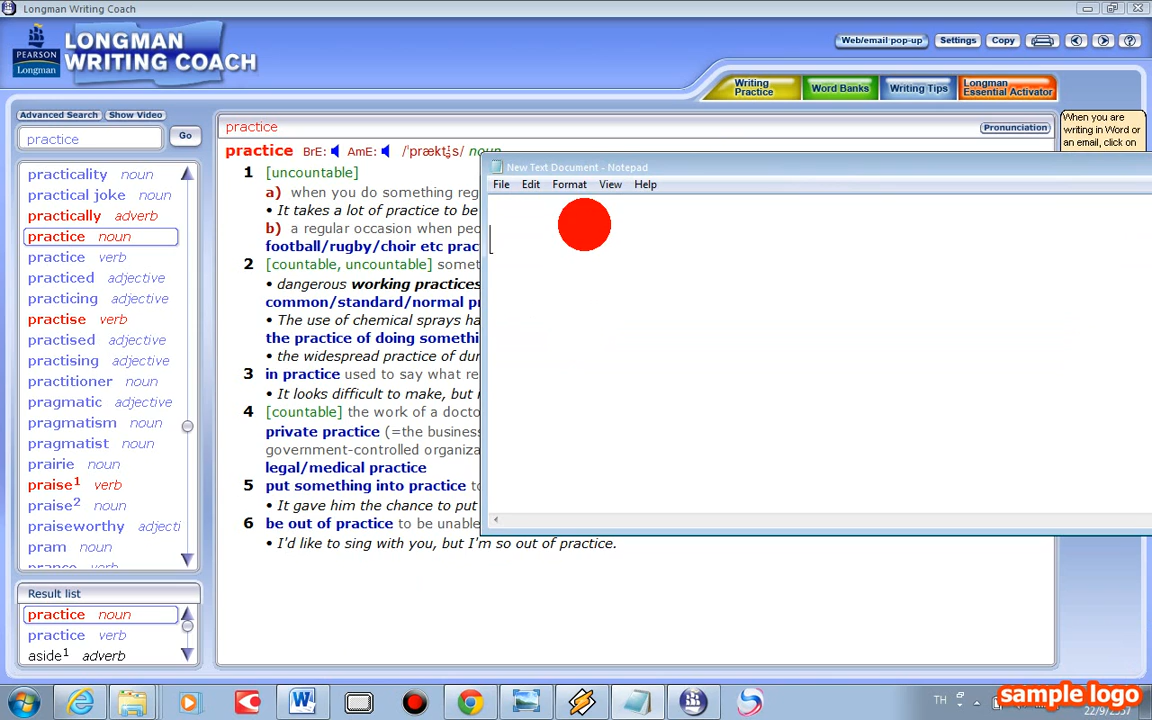 Longman Writing Coach
PEARSON
Longman
LONGMAN
WRITING COACH
Web/email pop-up
Settings
Copy
Writing
Practice
Word Banks
Writing Tips
Longman
Essential Activator
Advanced Search
Show Video
practice
Go
practicality noun
practical joke noun
practically adverb
practice noun
practice verb
practiced adjective
practicing adjective
practise verb
practised adjective
practising adjective
practitioner noun
pragmatic adjective
pragmatism noun
pragmatist noun
prairie noun
praise1 verb
praise2 noun
praiseworthy adjecti
pram noun
prance verb
Result list
practice noun
practice verb
aside1 adverb
practice
Pronunciation
practice BrE: AmE: /ˈpræktɪs/ noun
1 [uncountable]
a) when you do something reg
• It takes a lot of practice to be
b) a regular occasion when peo
football/rugby/choir etc prac
2 [countable, uncountable] somet
• dangerous working practices
common/standard/normal pr
• The use of chemical sprays ha
the practice of doing somethi
• the widespread practice of dum
3 in practice used to say what re
• It looks difficult to make, but
4 [countable] the work of a docto
private practice (=the business
government-controlled organiza
legal/medical practice
5 put something into practice to
• It gave him the chance to put
6 be out of practice to be unable
• I'd like to sing with you, but I'm so out of practice.
When you are
writing in Word or
an email, click on
New Text Document - Notepad
File Edit Format View Help
TH
sample logo